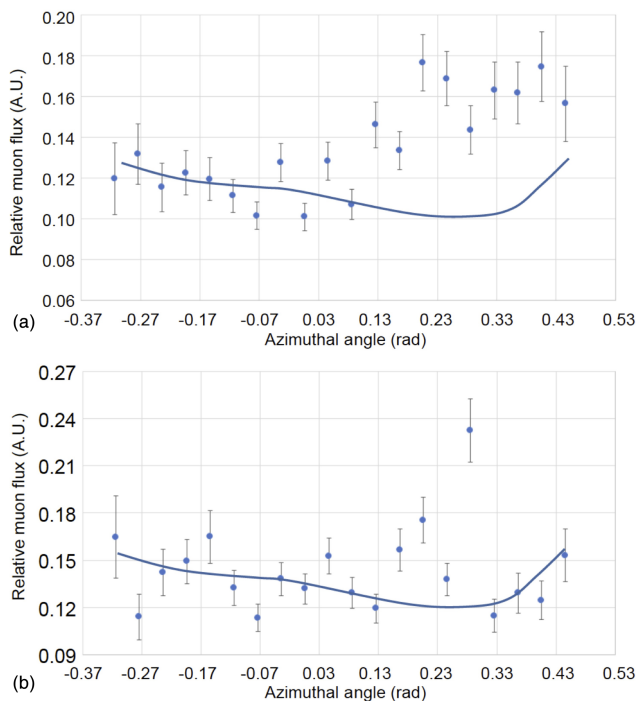 0.20
0.18
0.16
0.14
0.12
0.10
0.08
0.06
Relative muon flux (A.U.)
(a)
-0.37 -0.27 -0.17 -0.07 0.03 0.13 0.23 0.33 0.43 0.53
Azimuthal angle (rad)
0.27
0.24
0.21
0.18
0.15
0.12
0.09
Relative muon flux (A.U.)
-0.37 -0.27 -0.17 -0.07 0.03 0.13 0.23 0.33 0.43 0.53
(b)
Azimuthal angle (rad)